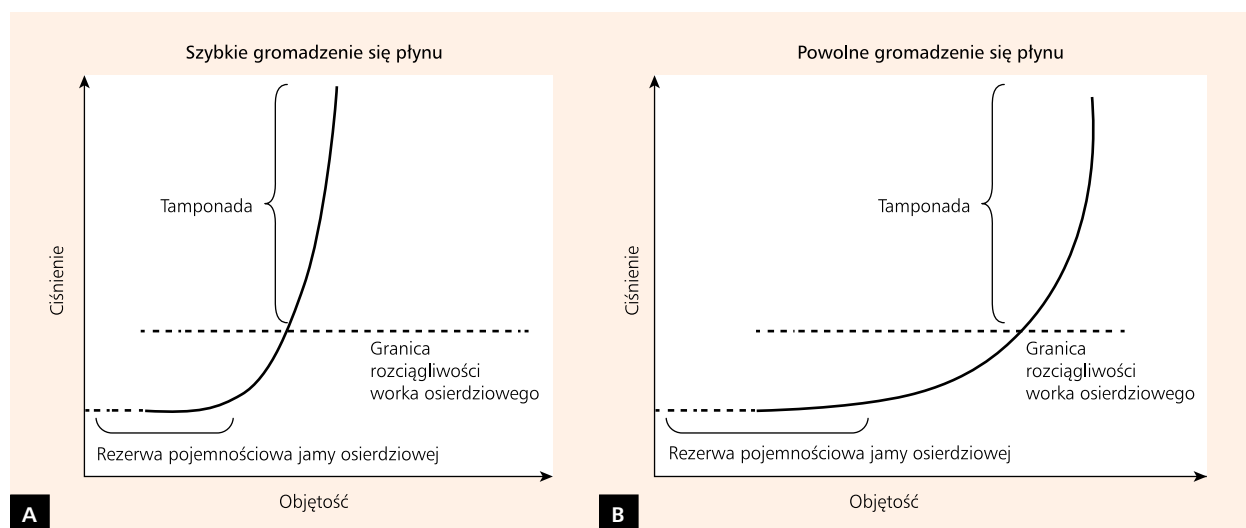 Szybkie gromadzenie się płynu
Ciśnienie
Tamponada
Granica
rozciągliwości
worka osierdziowego
Rezerwa pojemnościowa jamy osierdziowej
Objętość
A
Powolne gromadzenie się płynu
Ciśnienie
Tamponada
Granica
rozciągliwości
worka osierdziowego
Rezerwa pojemnościowa jamy osierdziowej
Objętość
B